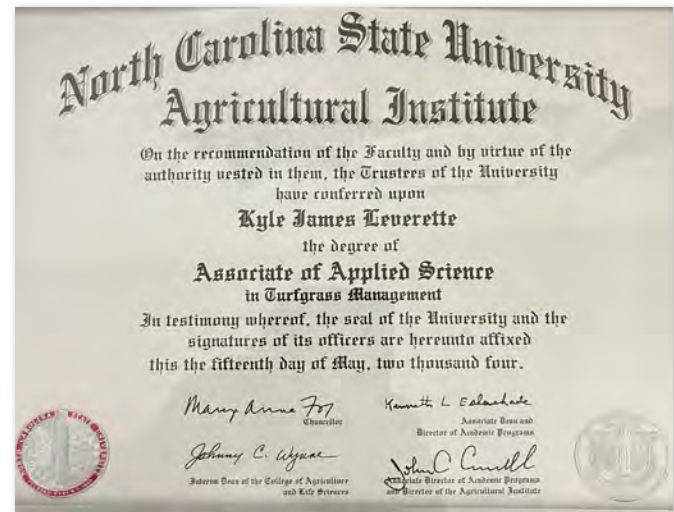 North Carolina State University
Agricultural Institute
On the recommendation of the Faculty and by virtue of the
authority vested in them, the Trustees of the University
have conferred upon
Kyle James Leverette
the degree of
Associate of Applied Science
in Turfgrass Management
In testimony whereof, the seal of the University and the
signatures of its officers are hereunto affixed
this the fifteenth day of May, two thousand four.
Mary Anne Fox
Chancellor
Kenneth L
Associate Dean and
Director of Academic Programs
Johnny C. Wynne
Interim Dean of the College of Agriculture
and Life Sciences
John C
Associate Director of Academic Programs
and Director of the Agricultural Institute